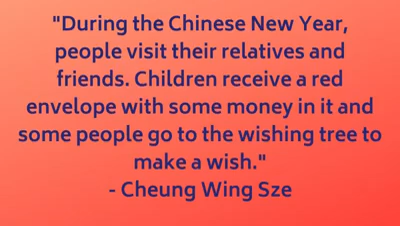 "During the Chinese New Year,
people visit their relatives and
friends. Children receive a red
envelope with some money in it and
some people go to the wishing tree to
make a wish."
- Cheung Wing Sze